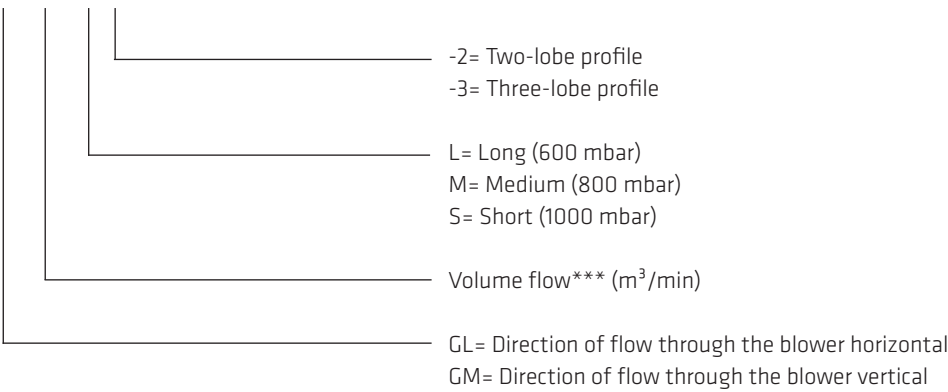 -2= Two-lobe profile
-3= Three-lobe profile
L= Long (600 mbar)
M= Medium (800 mbar)
S= Short (1000 mbar)
Volume flow*** (m³/min)
GL= Direction of flow through the blower horizontal
GM= Direction of flow through the blower vertical